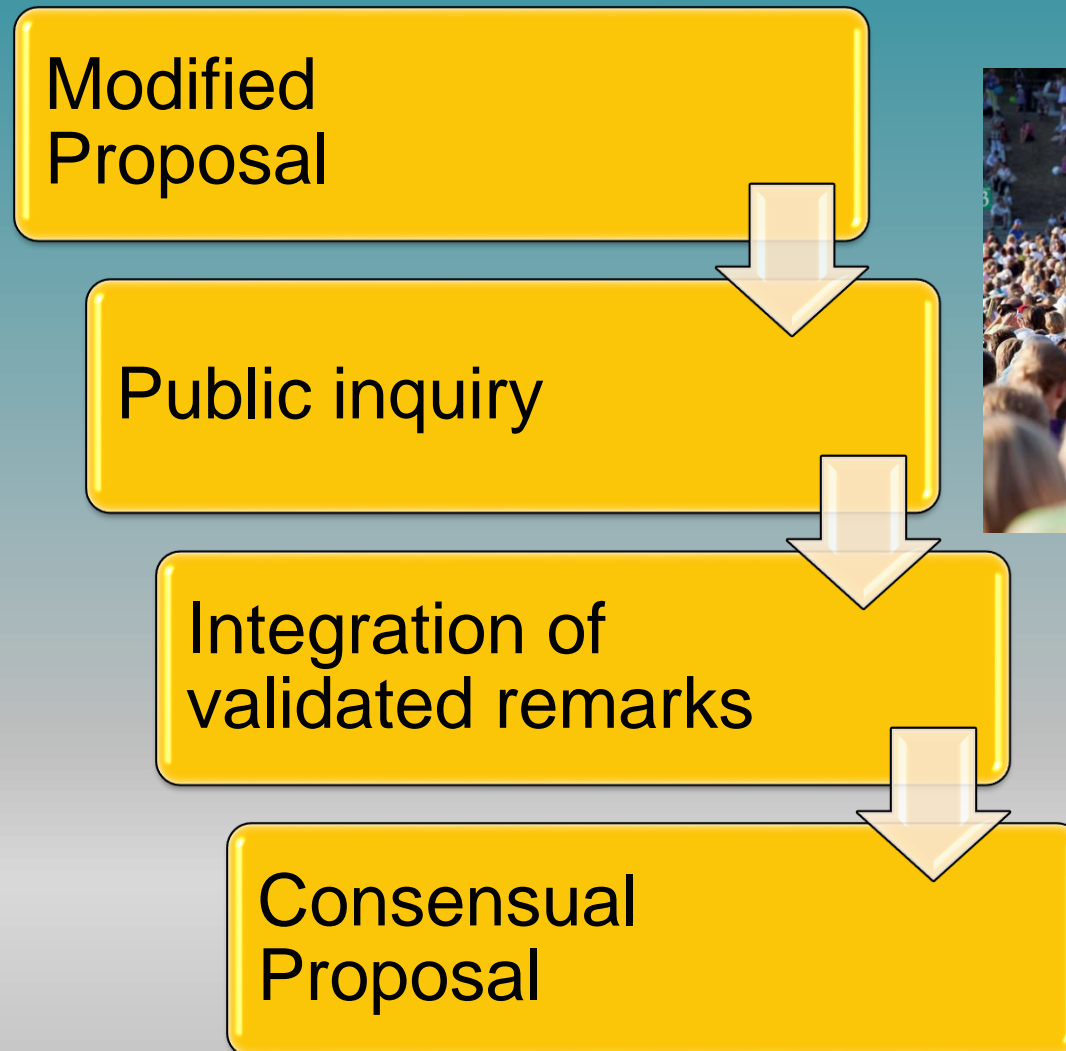 Modified
Proposal
Public inquiry
Integration of
validated remarks
Consensual
Proposal